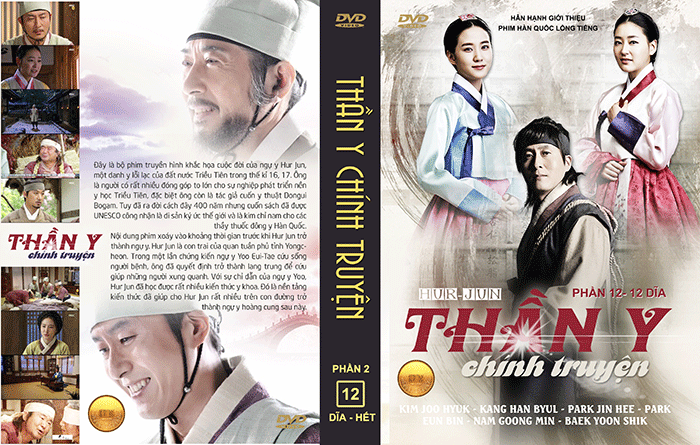 Đây là bộ phim truyền hình khắc họa cuộc đời của ngự y Hur Jun,
một danh y lỗi lạc của đất nước Triều Tiên trong thế kỉ 16, 17. Ông
là người có rất nhiều đóng góp to lớn cho sự nghiệp phát triển nền
y học Triều Tiên, đặc biệt ông còn là tác giả cuốn y thuật Dongui
Bogam. Tuy đã ra đời cách đây 400 năm nhưng cuốn sách đã được
UNESCO công nhận là di sản ký ức thế giới và là kim chỉ nam cho các
thầy thuốc đông y Hàn Quốc.
Nội dung phim xoáy vào khoảng thời gian trước khi Hur Jun trở
thành ngự y. Hur Jun là con trai của quan tuần phủ tỉnh Yongc-
heon. Trong một lần chứng kiến ngự y Yoo Eui-Tae cứu sống
người bệnh, ông đã quyết định trở thành lang trung để cứu
giúp những người xung quanh. Với sự chỉ dẫn của ngự y Yoo,
Hur Jun đã học được rất nhiều kiến thức y khoa. Đó là nền tảng
kiến thức đã giúp cho Hur Jun rất nhiều trên con đường trở
thành ngự y hoàng cung sau này.
THẦN Y
chính truyện
DVD
VIDEO
DVD
VIDEO
THẦN Y CHÍNH TRUYỆN
PHẦN 2
12
DĨA - HẾT
DVD
VIDEO
HÂN HẠNH GIỚI THIỆU
PHIM HÀN QUỐC LỒNG TIẾNG
HUR-JUN
PHẦN 12- 12 DĨA
THẦN Y
chính truyện
KIM JOO HYUK - KANG HAN BYUL - PARK JIN HEE - PARK
EUN BIN - NAM GOONG MIN - BAEK YOON SHIK